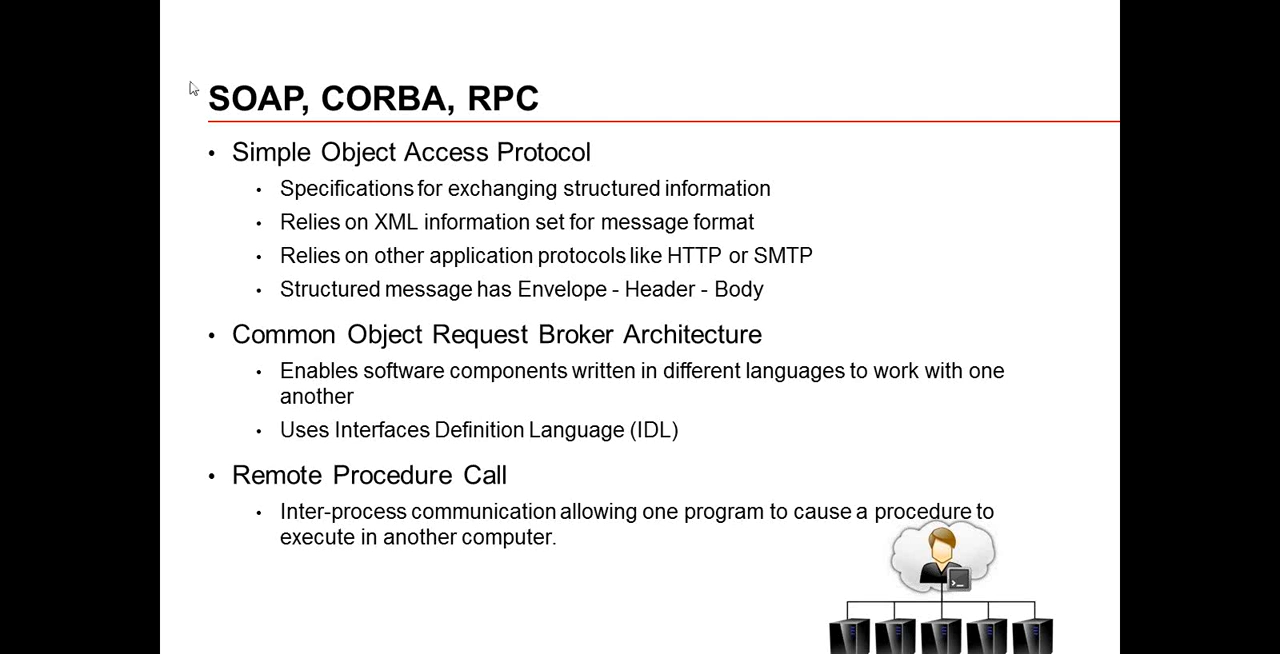 SOAP, CORBA, RPC
• Simple Object Access Protocol
• Specifications for exchanging structured information
• Relies on XML information set for message format
• Relies on other application protocols like HTTP or SMTP
• Structured message has Envelope - Header - Body
• Common Object Request Broker Architecture
• Enables software components written in different languages to work with one
another
• Uses Interfaces Definition Language (IDL)
• Remote Procedure Call
• Inter-process communication allowing one program to cause a procedure to
execute in another computer.